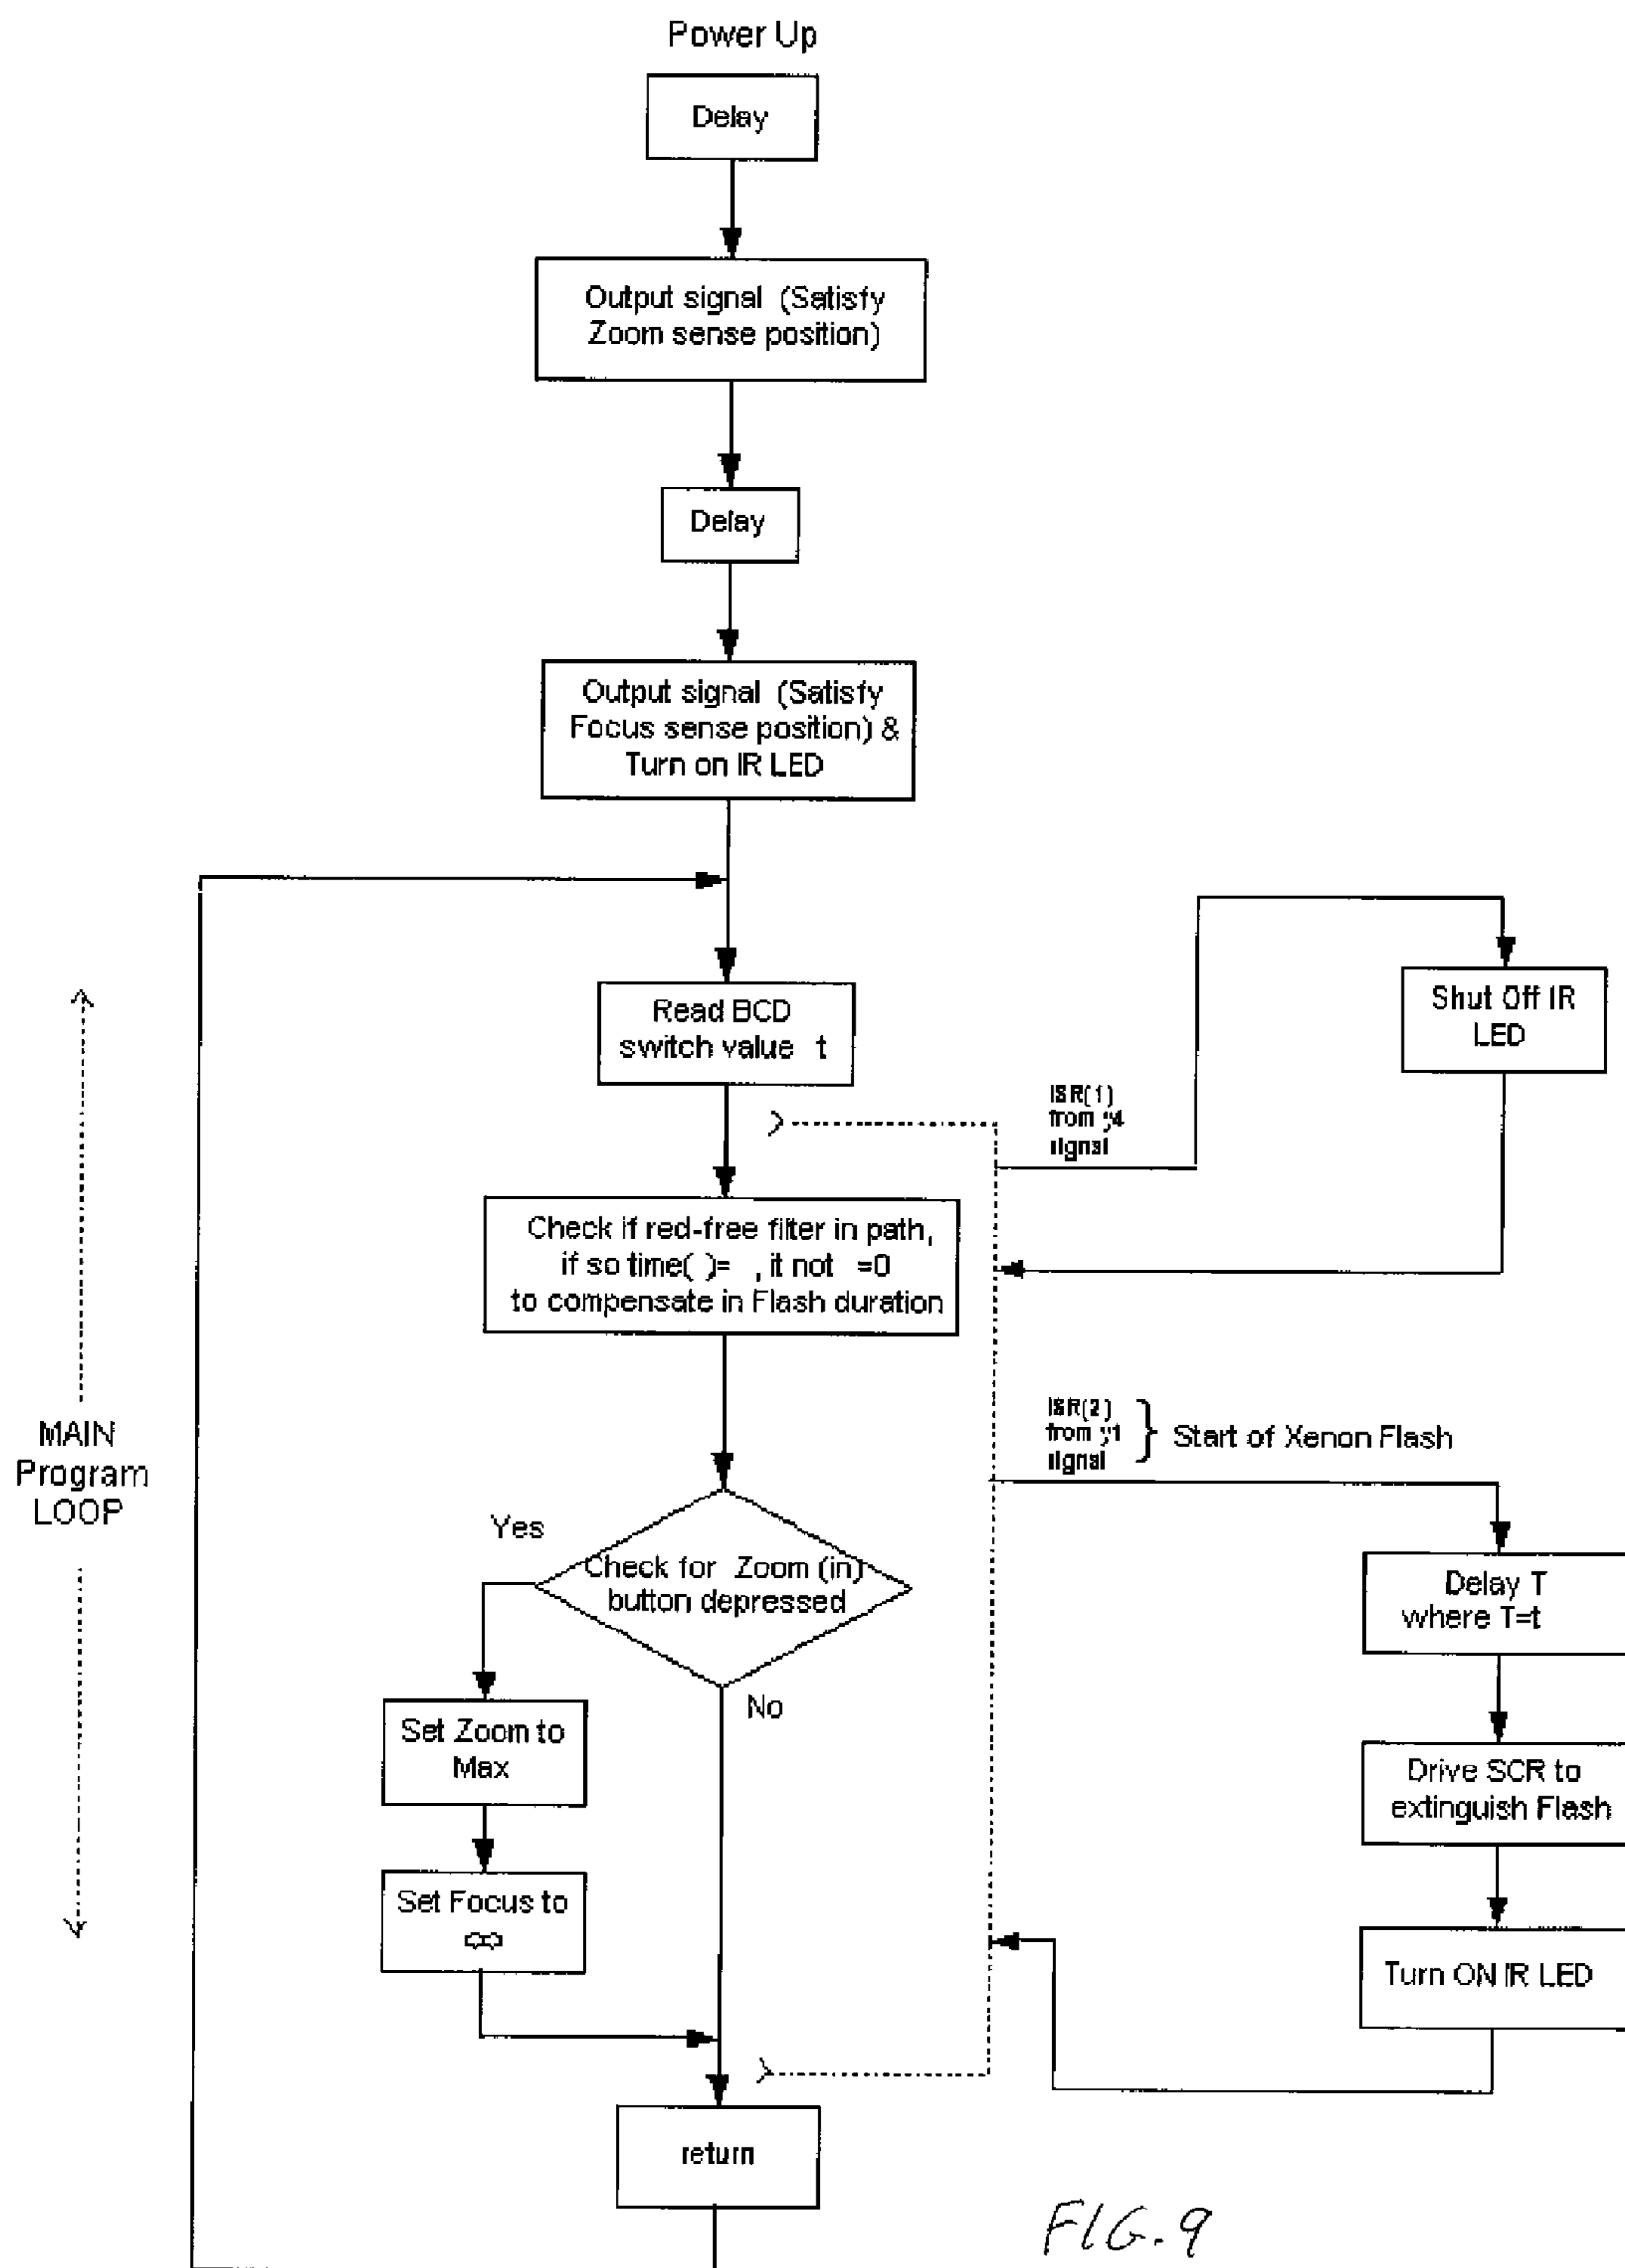 Power Up
Delay
Output signal (Satisfy
Zoom sense position)
Delay
Output signal (Satisfy
Focus sense position) &
Turn on IR LED
Read BCD
switch value t
Shut Off IR
LED
ISR(1)
from y4
signal
Check if red-free filter in path,
if so time( )= , it not =0
to compensate in Flash duration
ISR(2)
from y1
signal
} Start of Xenon Flash
MAIN
Program
LOOP
Yes
Check for Zoom (in)
button depressed
No
Delay T
where T=t
Set Zoom to
Max
Drive SCR to
extinguish Flash
Set Focus to
∞
Turn ON IR LED
return
FIG. 9